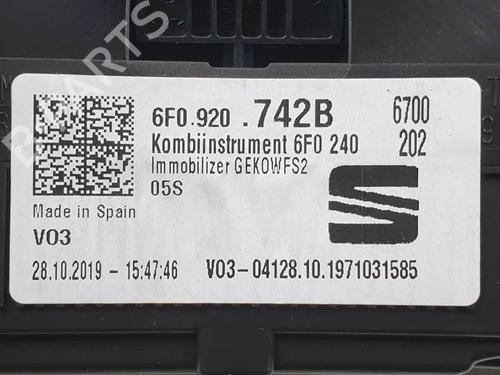 6F0.920 .742B 6700
Kombiinstrument 6F0 240 202
Immobilizer GEKOWFS2
05S
Made in Spain
V03
28.10.2019 - 15:47:46 V03-04128.10.1971031585